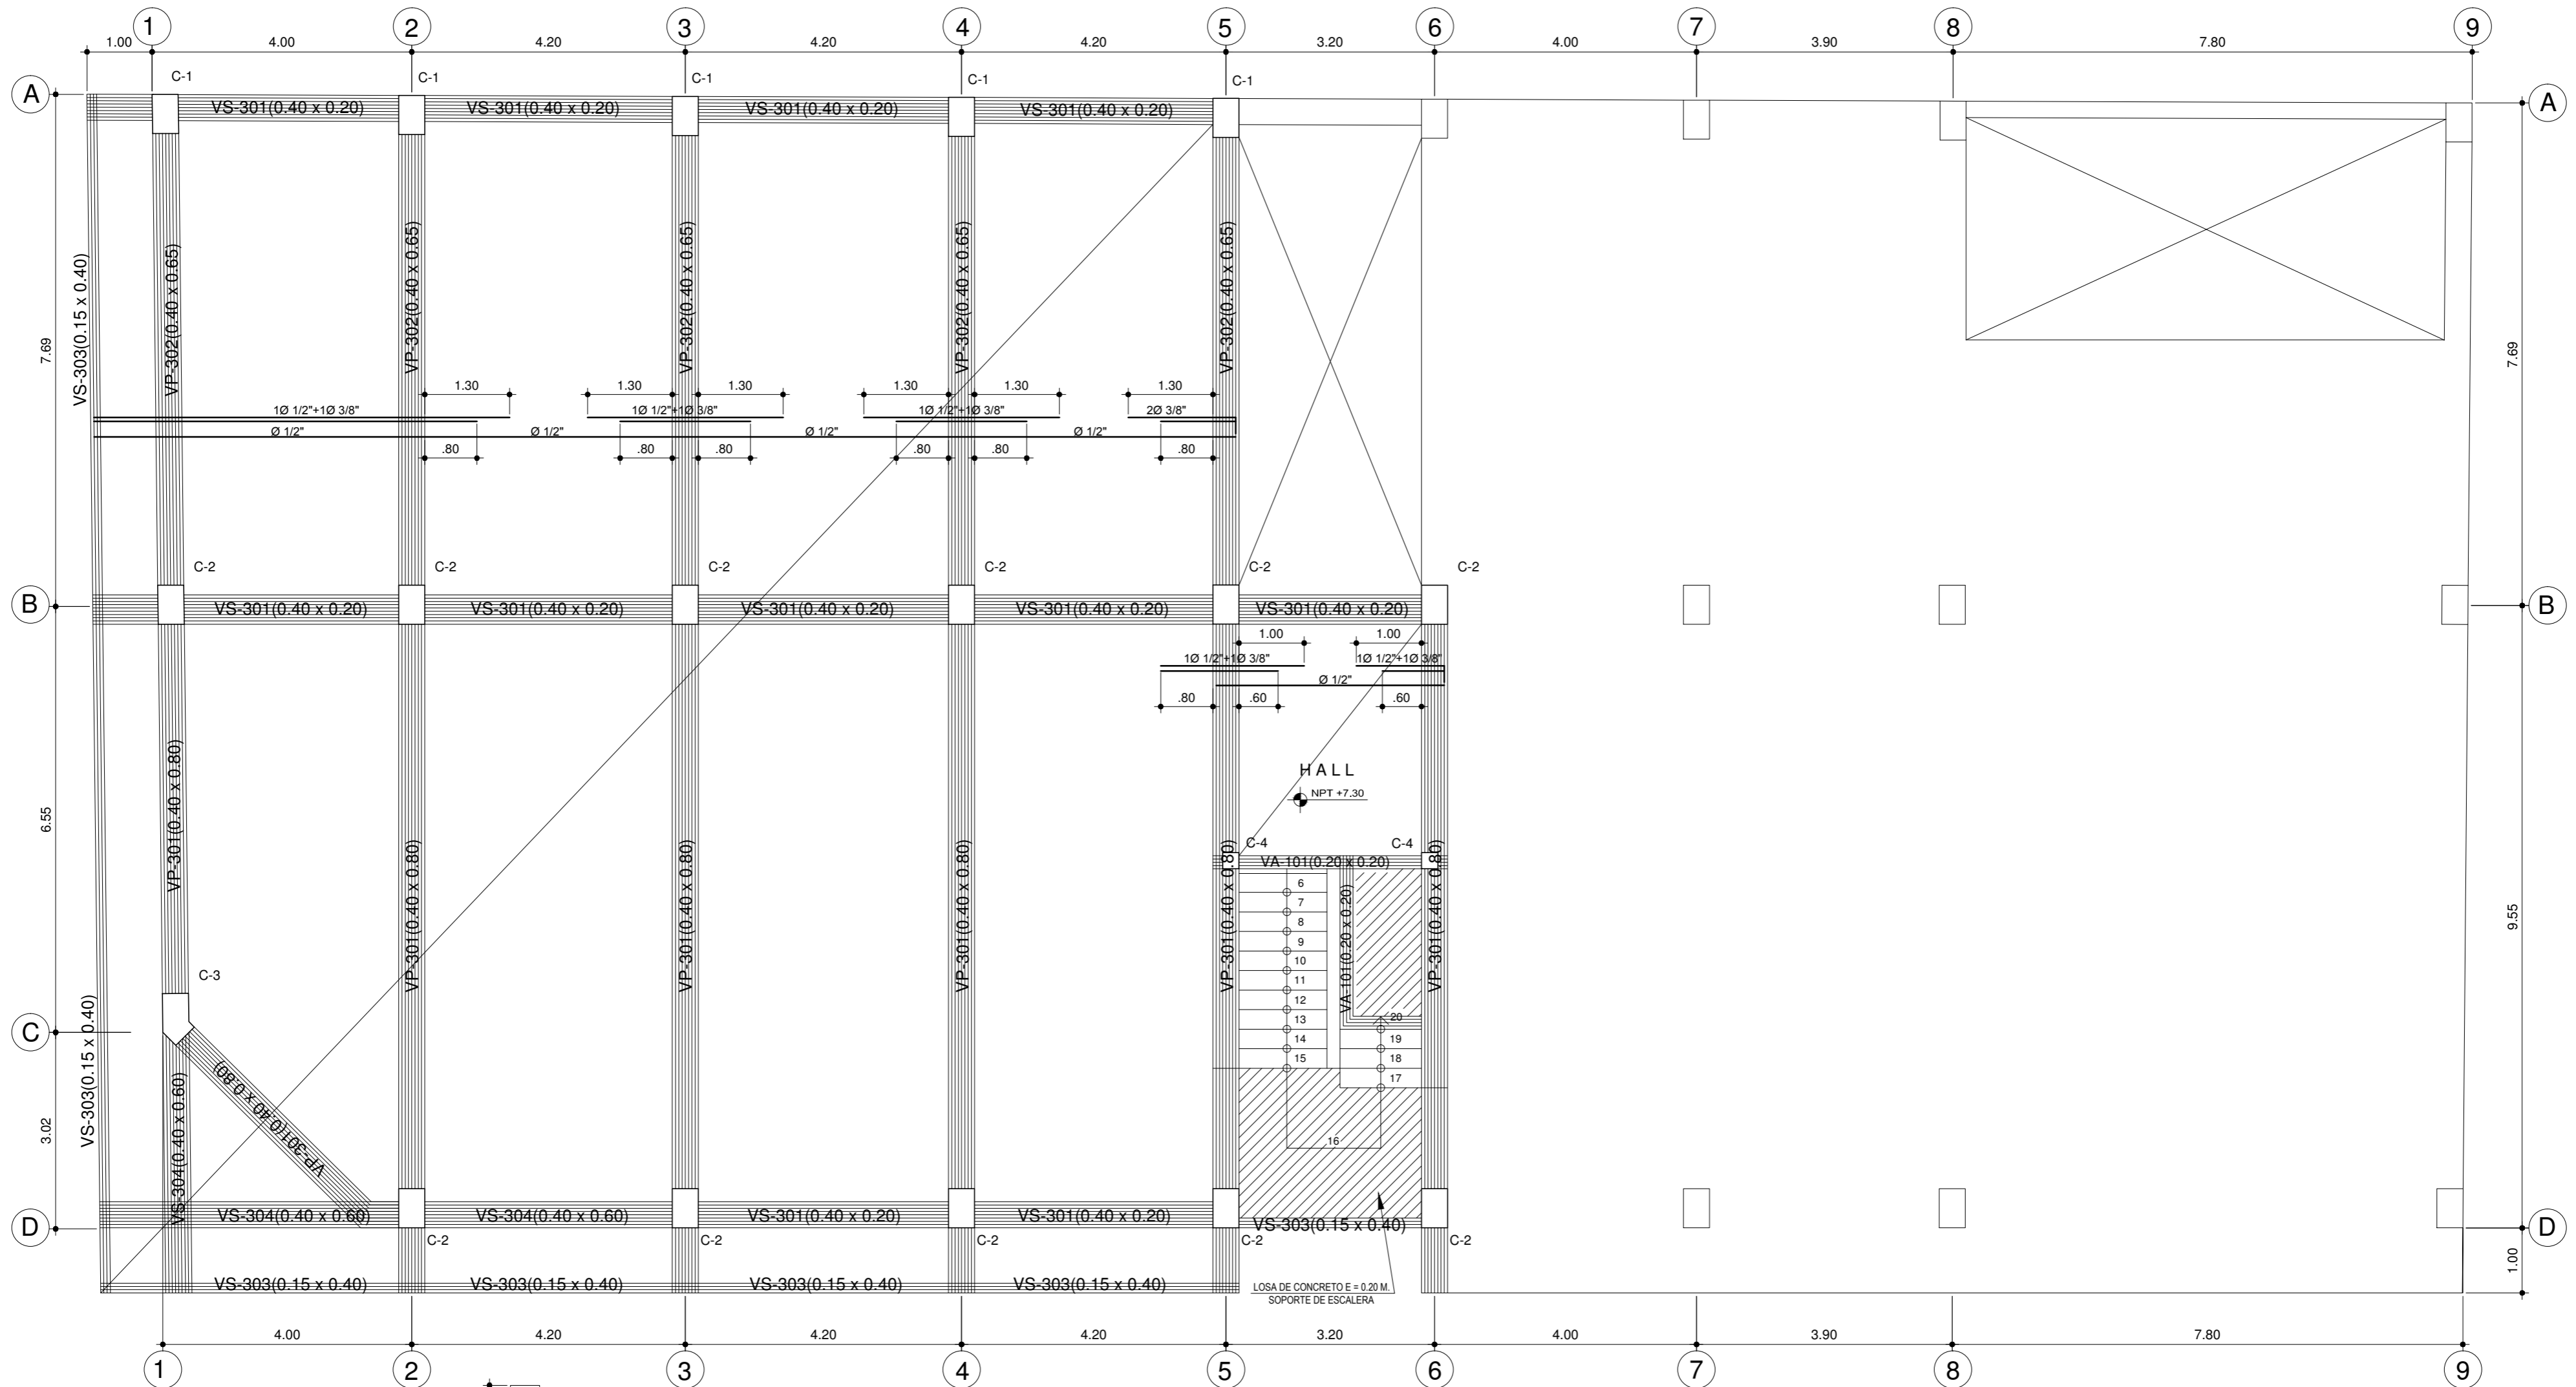 1 2 3 4 5 6 7 8 9
1.00 4.00 4.20 4.20 4.20 3.20 4.00 3.90 7.80
C-1 C-1 C-1 C-1 C-1
A A
VS-301(0.40 x 0.20) VS-301(0.40 x 0.20) VS-301(0.40 x 0.20) VS-301(0.40 x 0.20)
VS-303(0.15 x 0.40)
VP-302(0.40 x 0.65)
VP-302(0.40 x 0.65)
VP-302(0.40 x 0.65)
VP-302(0.40 x 0.65)
VP-302(0.40 x 0.65)
7.69 7.69
1.30 1.30 1.30 1.30 1.30 1.30
1Ø 1/2"+1Ø 3/8" 1Ø 1/2"+1Ø 3/8" 1Ø 1/2"+1Ø 3/8" 2Ø 3/8"
Ø 1/2" Ø 1/2" Ø 1/2" Ø 1/2"
.80 .80 .80 .80 .80 .80
C-2 C-2 C-2 C-2 C-2 C-2
B B
VS-301(0.40 x 0.20) VS-301(0.40 x 0.20) VS-301(0.40 x 0.20) VS-301(0.40 x 0.20) VS-301(0.40 x 0.20)
1.00 1.00
1Ø 1/2"+1Ø 3/8" 1Ø 1/2"+1Ø 3/8"
Ø 1/2"
.80 .60 .60
HALL
NPT +7.30
6.55
9.55
VP-301(0.40 x 0.80)
VP-301(0.40 x 0.80)
VP-301(0.40 x 0.80)
VP-301(0.40 x 0.80)
VP-301(0.40 x 0.80)
VP-301(0.40 x 0.80)
C-4 C-4
VA-101(0.20 x 0.20)
VA-101(0.20 x 0.20)
6
7
8
9
10
11
12
13
14
15
20
19
18
17
16
C-3
C
VS-303(0.15 x 0.40)
VS-304(0.40 x 0.60)
VP-301(0.40 x 0.80)
3.02
D D
VS-304(0.40 x 0.60) VS-304(0.40 x 0.60) VS-301(0.40 x 0.20) VS-301(0.40 x 0.20) VS-303(0.15 x 0.40)
C-2 C-2 C-2 C-2 C-2
1.00
VS-303(0.15 x 0.40) VS-303(0.15 x 0.40) VS-303(0.15 x 0.40) VS-303(0.15 x 0.40)
LOSA DE CONCRETO E = 0.20 M.
SOPORTE DE ESCALERA
4.00 4.20 4.20 4.20 3.20 4.00 3.90 7.80
1 2 3 4 5 6 7 8 9